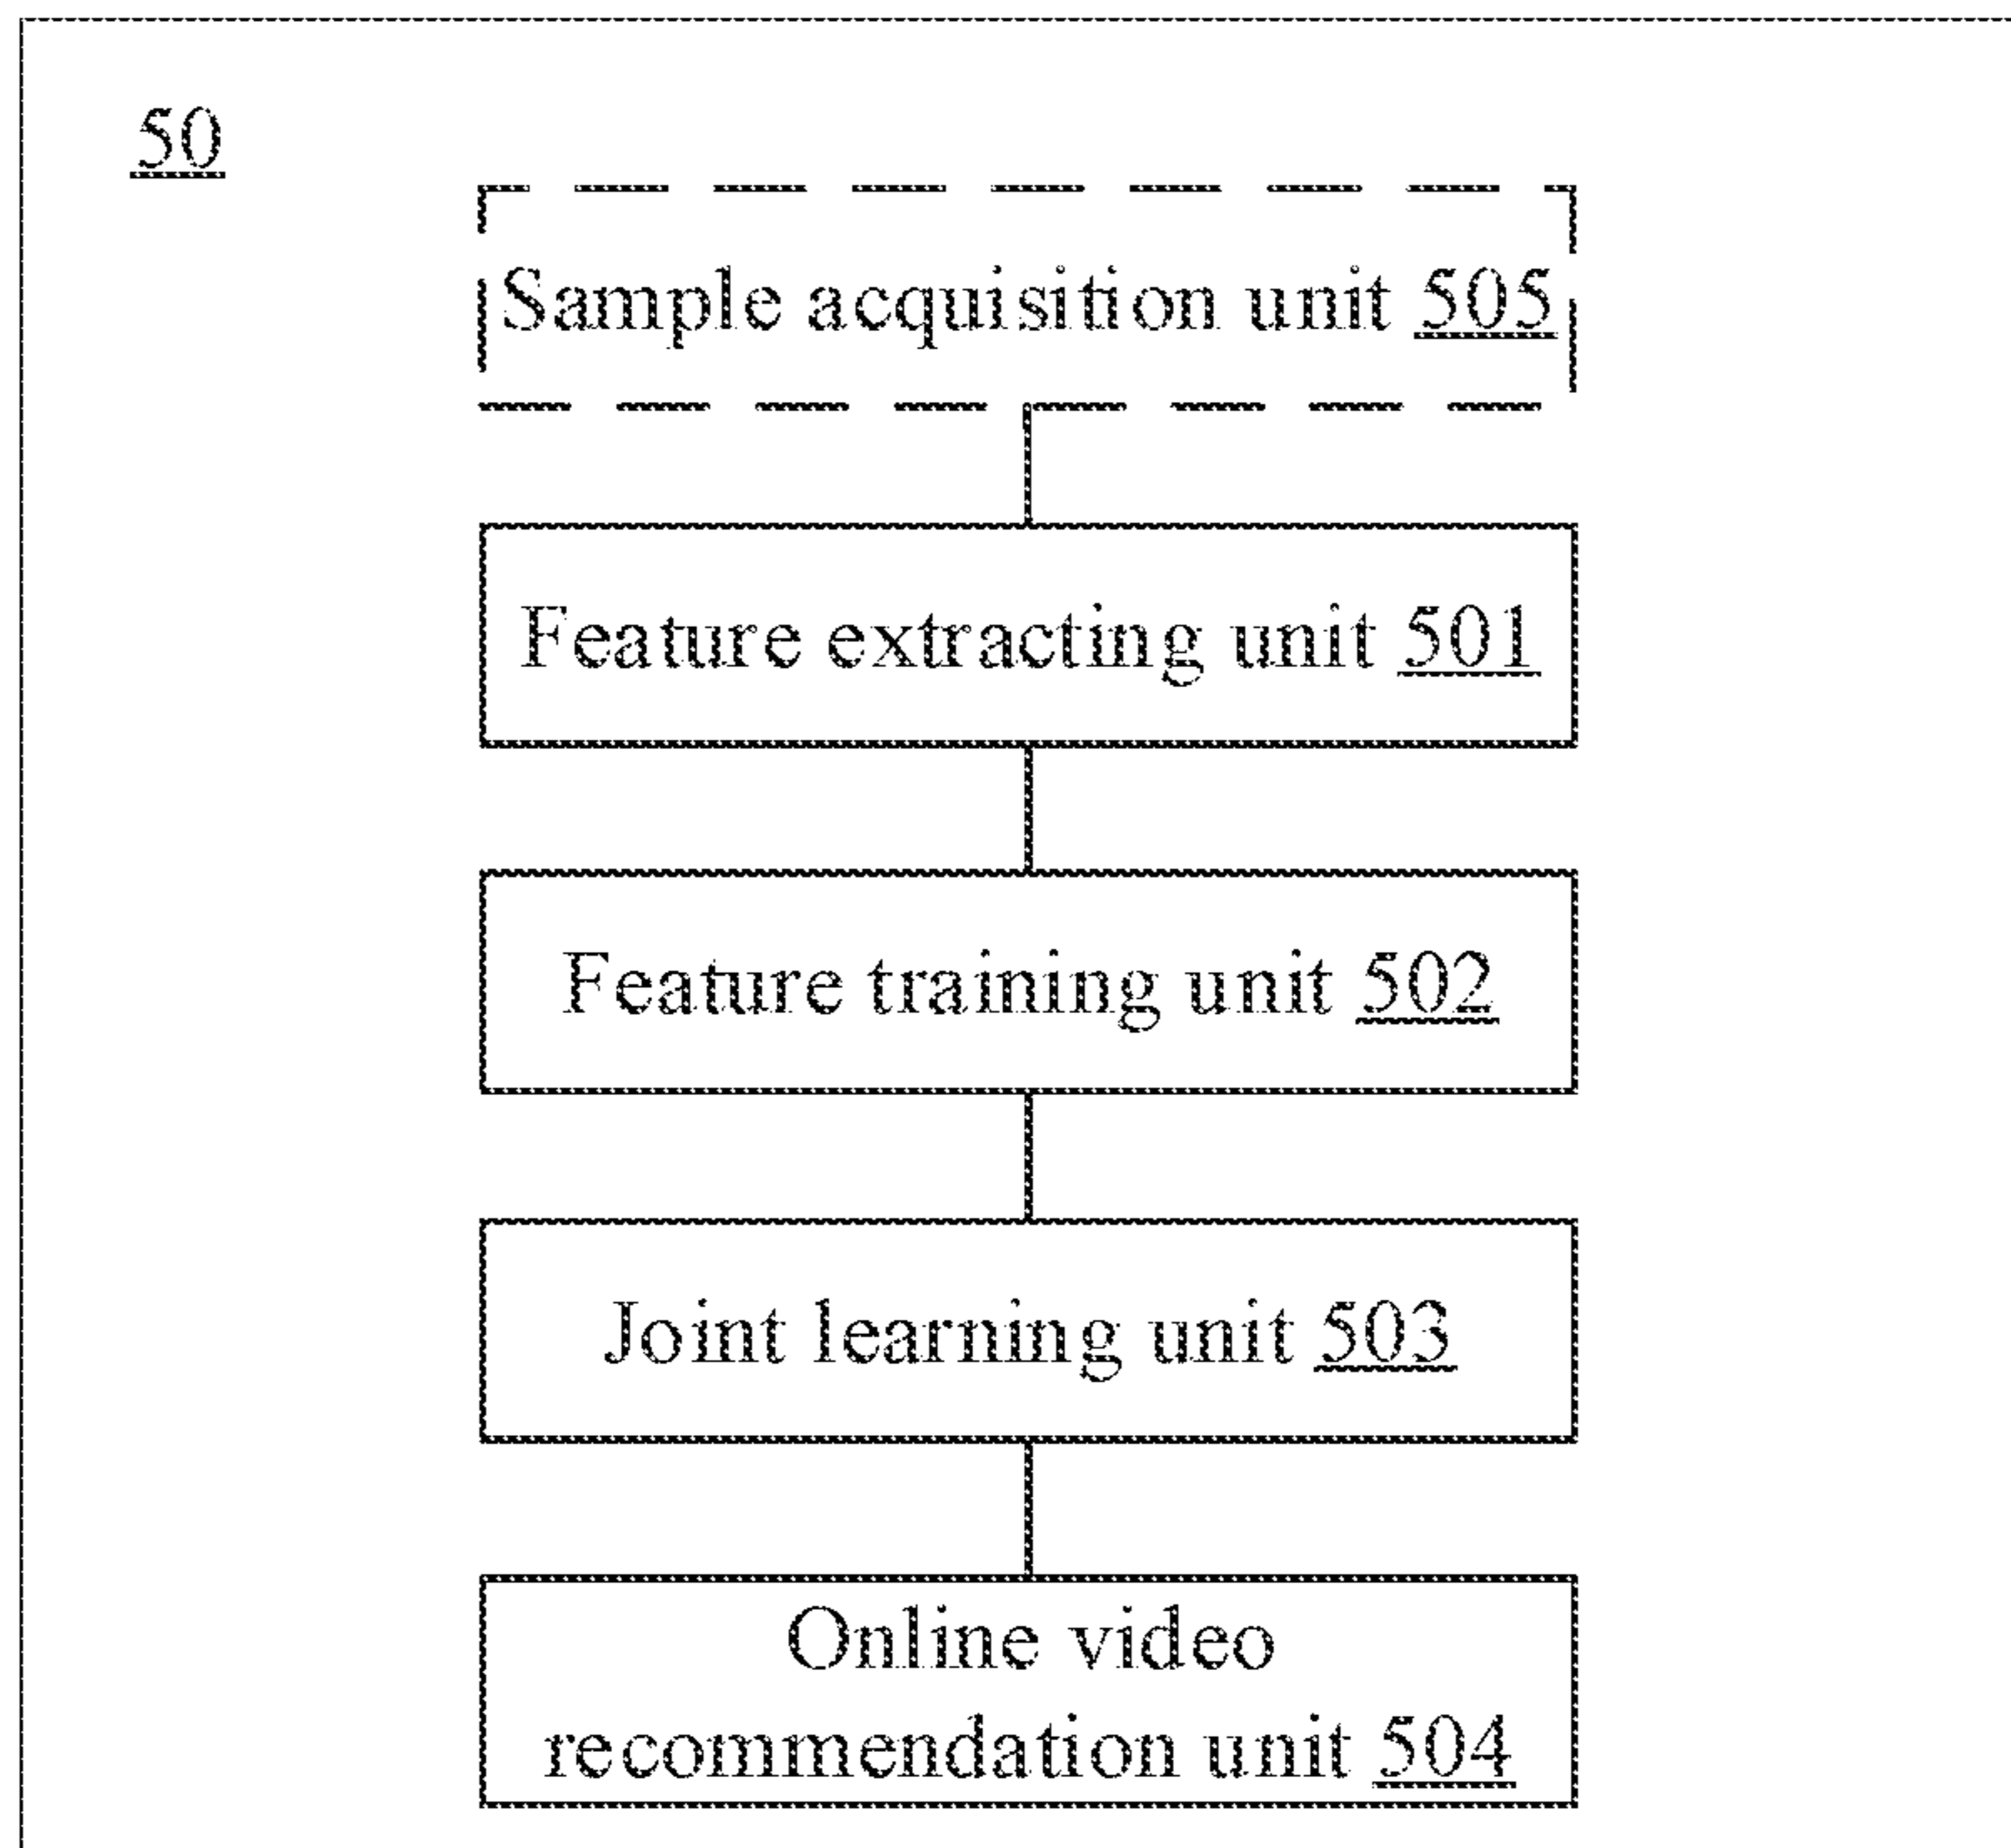 50
Sample acquisition unit 505
Feature extracting unit 501
Feature training unit 502
Joint learning unit 503
Online video
recommendation unit 504